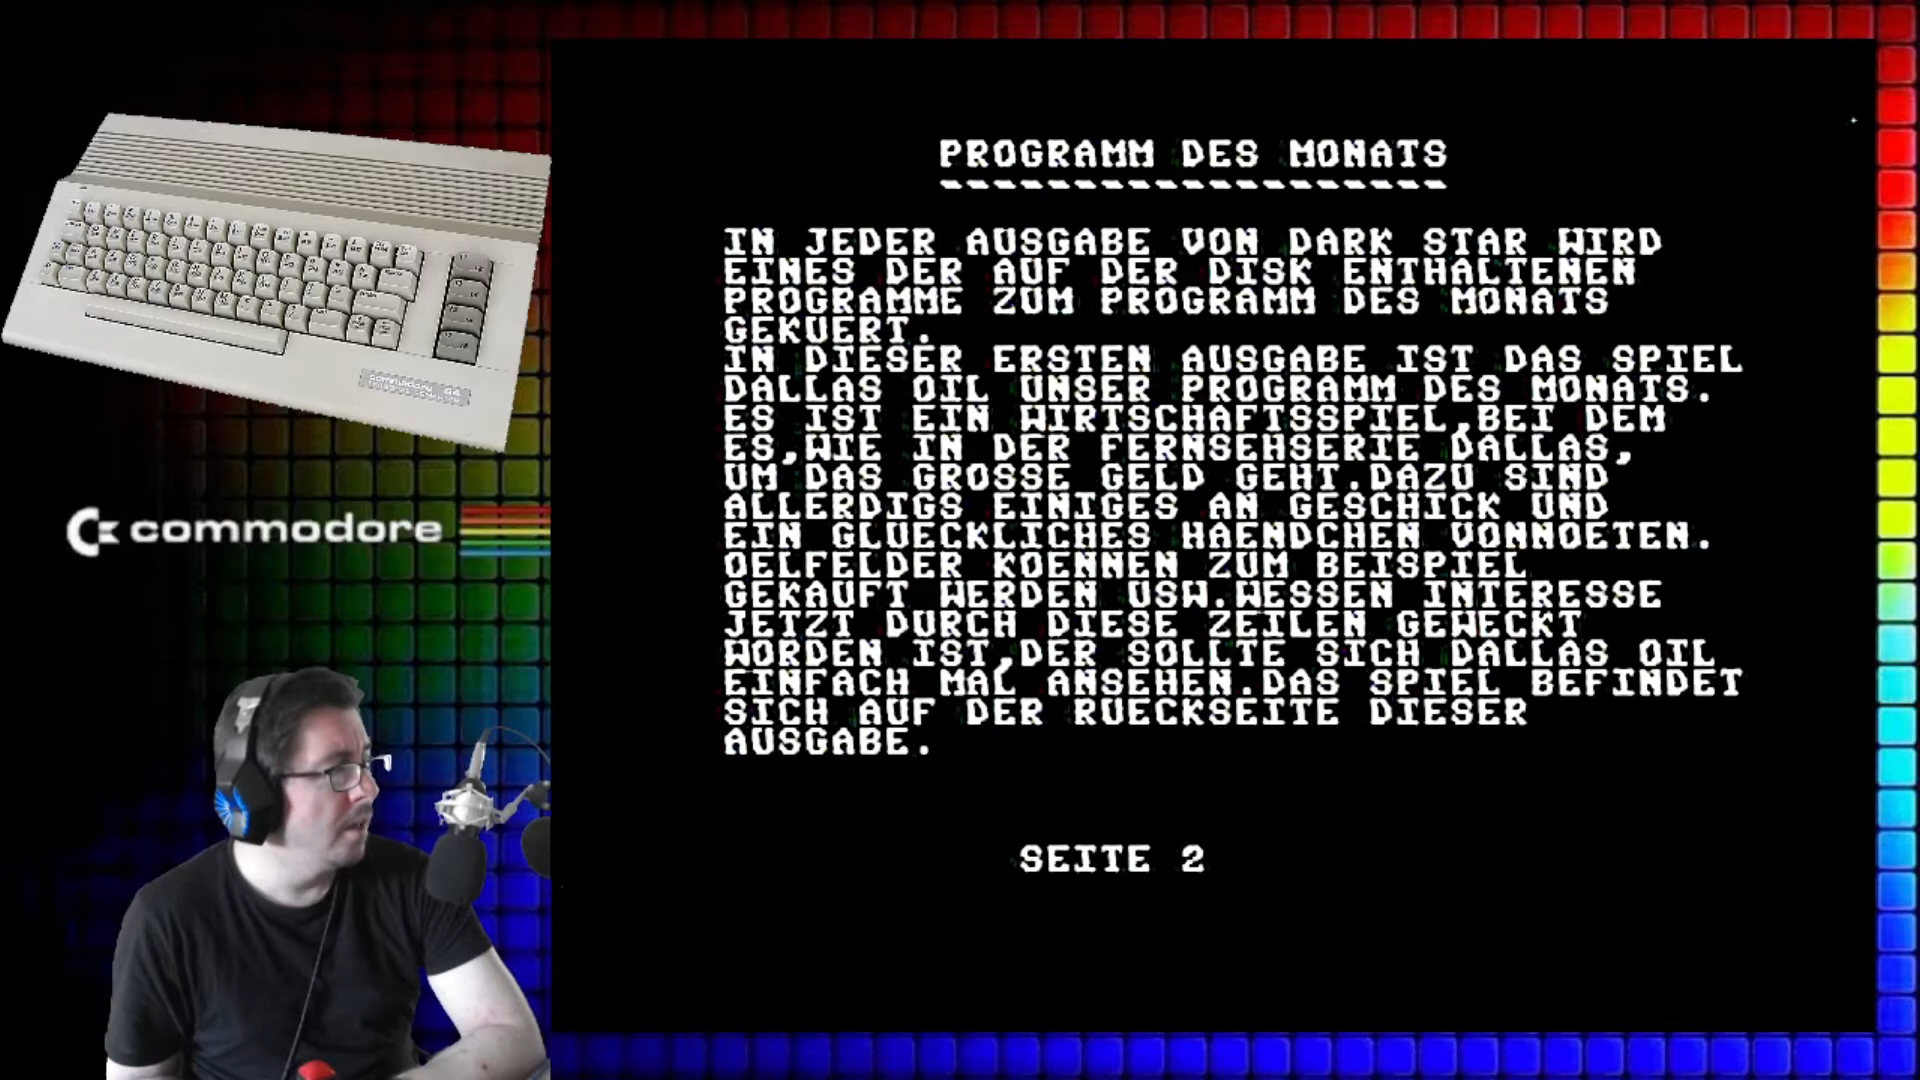 PROGRAMM DES MONATS
-------------------
IN JEDER AUSGABE VON DARK STAR WIRD
EINES DER AUF DER DISK ENTHALTENEN
PROGRAMME ZUM PROGRAMM DES MONATS
GEKUERT.
IN DIESER ERSTEN AUSGABE IST DAS SPIEL
DALLAS OIL UNSER PROGRAMM DES MONATS.
ES IST EIN WIRTSCHAFTSSPIEL,BEI DEM
ES,WIE IN DER FERNSEHSERIE DALLAS,
UM DAS GROSSE GELD GEHT.DAZU SIND
ALLERDIGS EINIGES AN GESCHICK UND
EIN GLUECKLICHES HAENDCHEN VONNOETEN.
OELFELDER KOENNEN ZUM BEISPIEL
GEKAUFT WERDEN USW.WESSEN INTERESSE
JETZT DURCH DIESE ZEILEN GEWECKT
WORDEN IST,DER SOLLTE SICH DALLAS OIL
EINFACH MAL ANSEHEN.DAS SPIEL BEFINDET
SICH AUF DER RUECKSEITE DIESER
AUSGABE.
SEITE 2
commodore 64
commodore